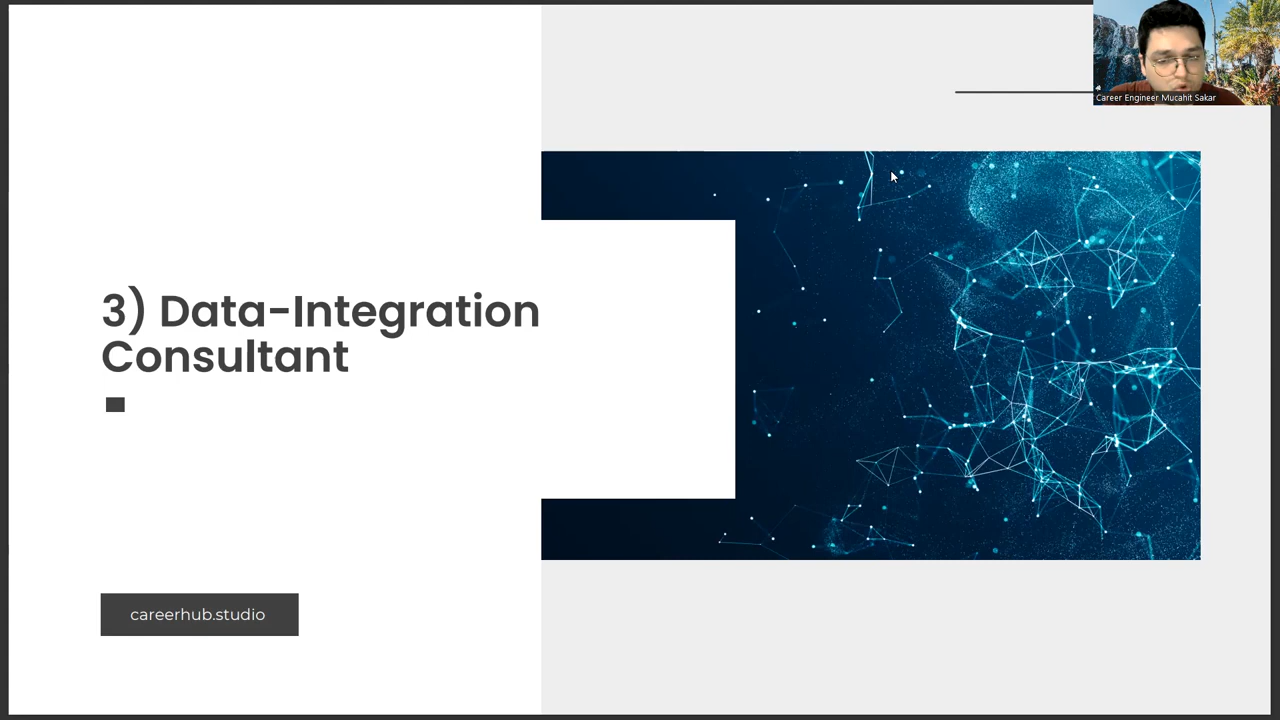 Career Engineer Mucahit Sakar
3) Data-Integration
Consultant
careerhub.studio